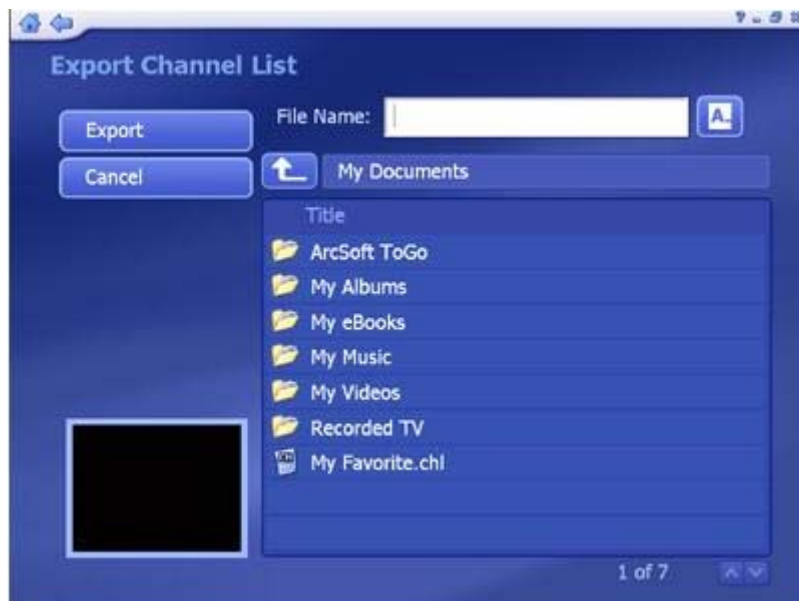 Export Channel List
Export
File Name:
A
Cancel
My Documents
Title
ArcSoft ToGo
My Albums
My eBooks
My Music
My Videos
Recorded TV
My Favorite.chl
1 of 7